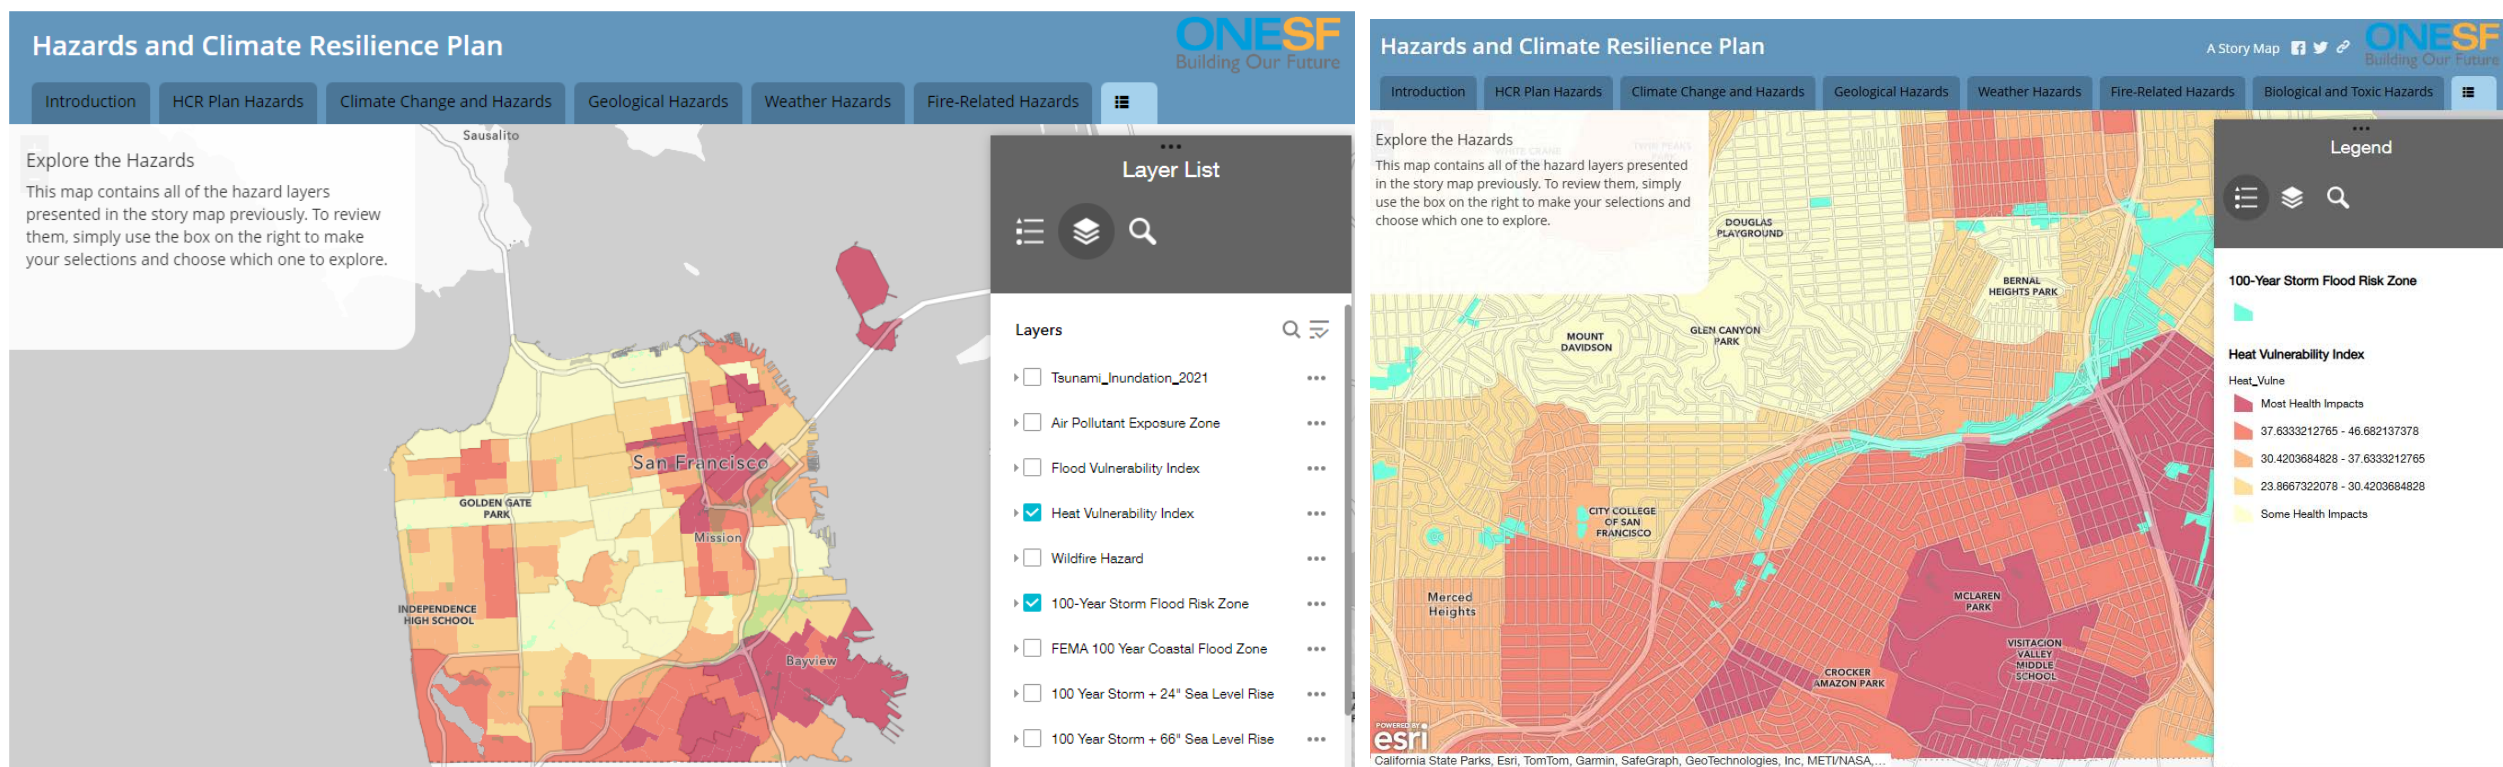 Hazards and Climate Resilience Plan
ONESF
Building Our Future
Introduction
HCR Plan Hazards
Climate Change and Hazards
Geological Hazards
Weather Hazards
Fire-Related Hazards
Sausalito
Explore the Hazards
This map contains all of the hazard layers
presented in the story map previously. To review
them, simply use the box on the right to make
your selections and choose which one to explore.
San Francisco
GOLDEN GATE
PARK
Mission
INDEPENDENCE
HIGH SCHOOL
Bayview
Layer List
Layers
Tsunami_Inundation_2021
Air Pollutant Exposure Zone
Flood Vulnerability Index
Heat Vulnerability Index
Wildfire Hazard
100-Year Storm Flood Risk Zone
FEMA 100 Year Coastal Flood Zone
100 Year Storm + 24" Sea Level Rise
100 Year Storm + 66" Sea Level Rise
Hazards and Climate Resilience Plan
A Story Map
ONESF
Building Our Future
Introduction
HCR Plan Hazards
Climate Change and Hazards
Geological Hazards
Weather Hazards
Fire-Related Hazards
Biological and Toxic Hazards
Explore the Hazards
This map contains all of the hazard layers presented
in the story map previously. To review them, simply
use the box on the right to make your selections and
choose which one to explore.
WHITE CRANE
TWIN PEAKS
DOUGLAS
PLAYGROUND
BERNAL
HEIGHTS PARK
MOUNT
DAVIDSON
GLEN CANYON
PARK
CITY COLLEGE
OF SAN
FRANCISCO
Merced
Heights
MCLAREN
PARK
VISITACION
VALLEY
MIDDLE
SCHOOL
CROCKER
AMAZON PARK
POWERED BY
esri
California State Parks, Esri, TomTom, Garmin, SafeGraph, GeoTechnologies, Inc, METI/NASA,...
Legend
100-Year Storm Flood Risk Zone
Heat Vulnerability Index
Heat_Vulne
Most Health Impacts
37.6333212765 - 46.682137378
30.4203684828 - 37.6333212765
23.8667322078 - 30.4203684828
Some Health Impacts